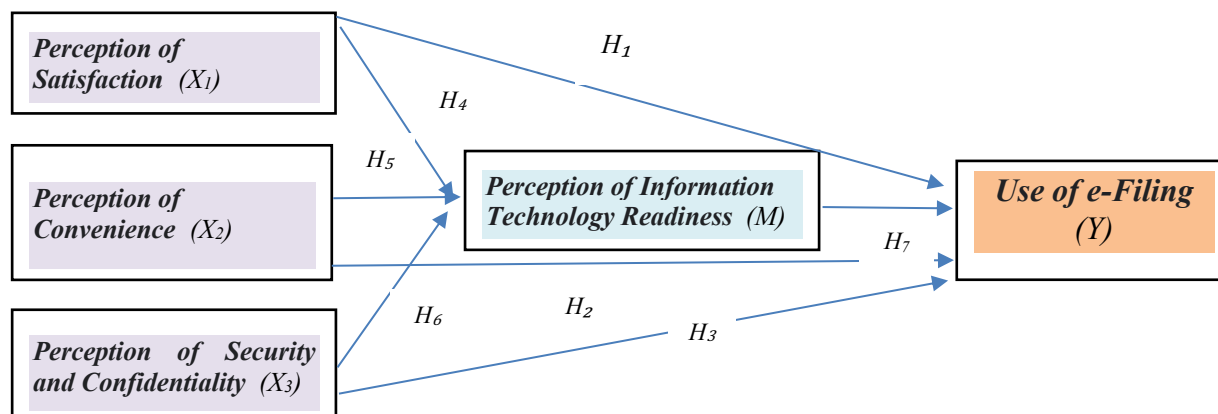 Perception of
Satisfaction (X₁)
H₁
H₄
H₅
Perception of
Convenience (X₂)
Perception of Information
Technology Readiness (M)
Use of e-Filing
(Y)
H₇
H₆
H₂
H₃
Perception of Security
and Confidentiality (X₃)